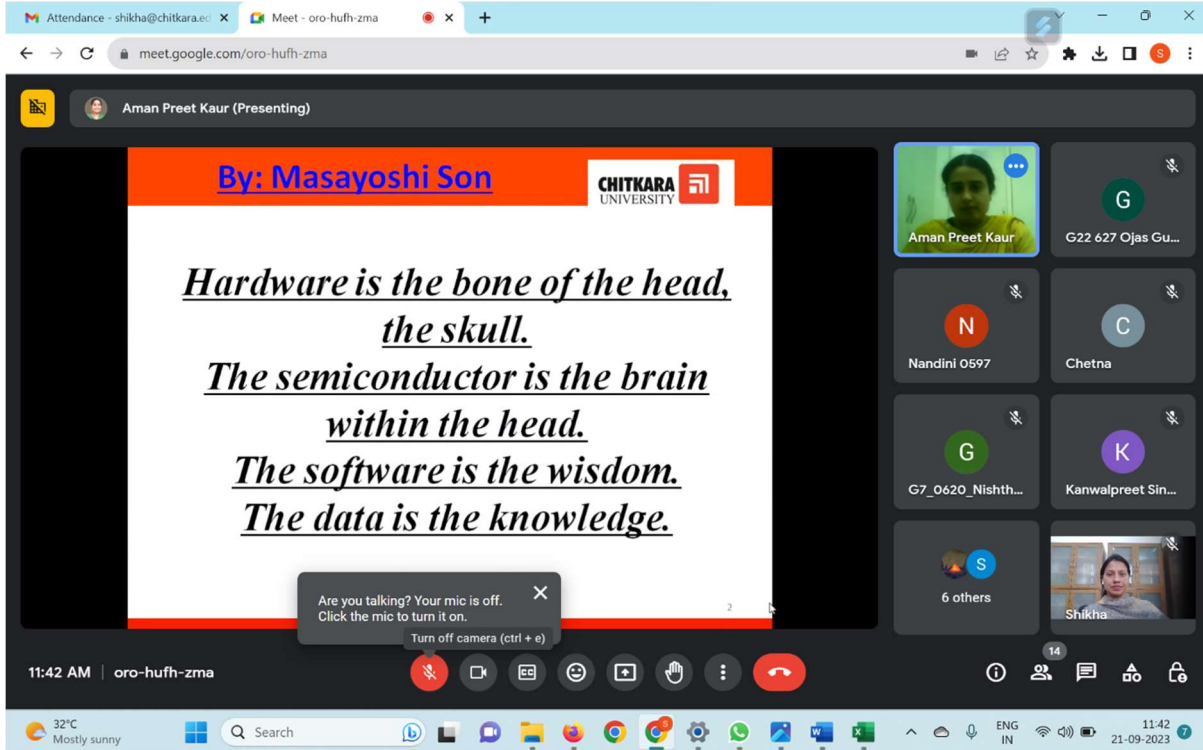 Attendance - shikha@chitkara.ed
Meet - oro-hufh-zma
meet.google.com/oro-hufh-zma
S
Aman Preet Kaur (Presenting)
By: Masayoshi Son
CHITKARA
UNIVERSITY
Hardware is the bone of the head,
the skull.
The semiconductor is the brain
within the head.
The software is the wisdom.
The data is the knowledge.
2
Are you talking? Your mic is off.
Click the mic to turn it on.
Turn off camera (ctrl + e)
Aman Preet Kaur
G
G22 627 Ojas Gu...
N
Nandini 0597
C
Chetna
G
G7_0620_Nishth...
K
Kanwalpreet Sin...
S
6 others
Shikha
11:42 AM | oro-hufh-zma
CC
14
32°C
Mostly sunny
Search
ENG
IN
11:42
21-09-2023
7